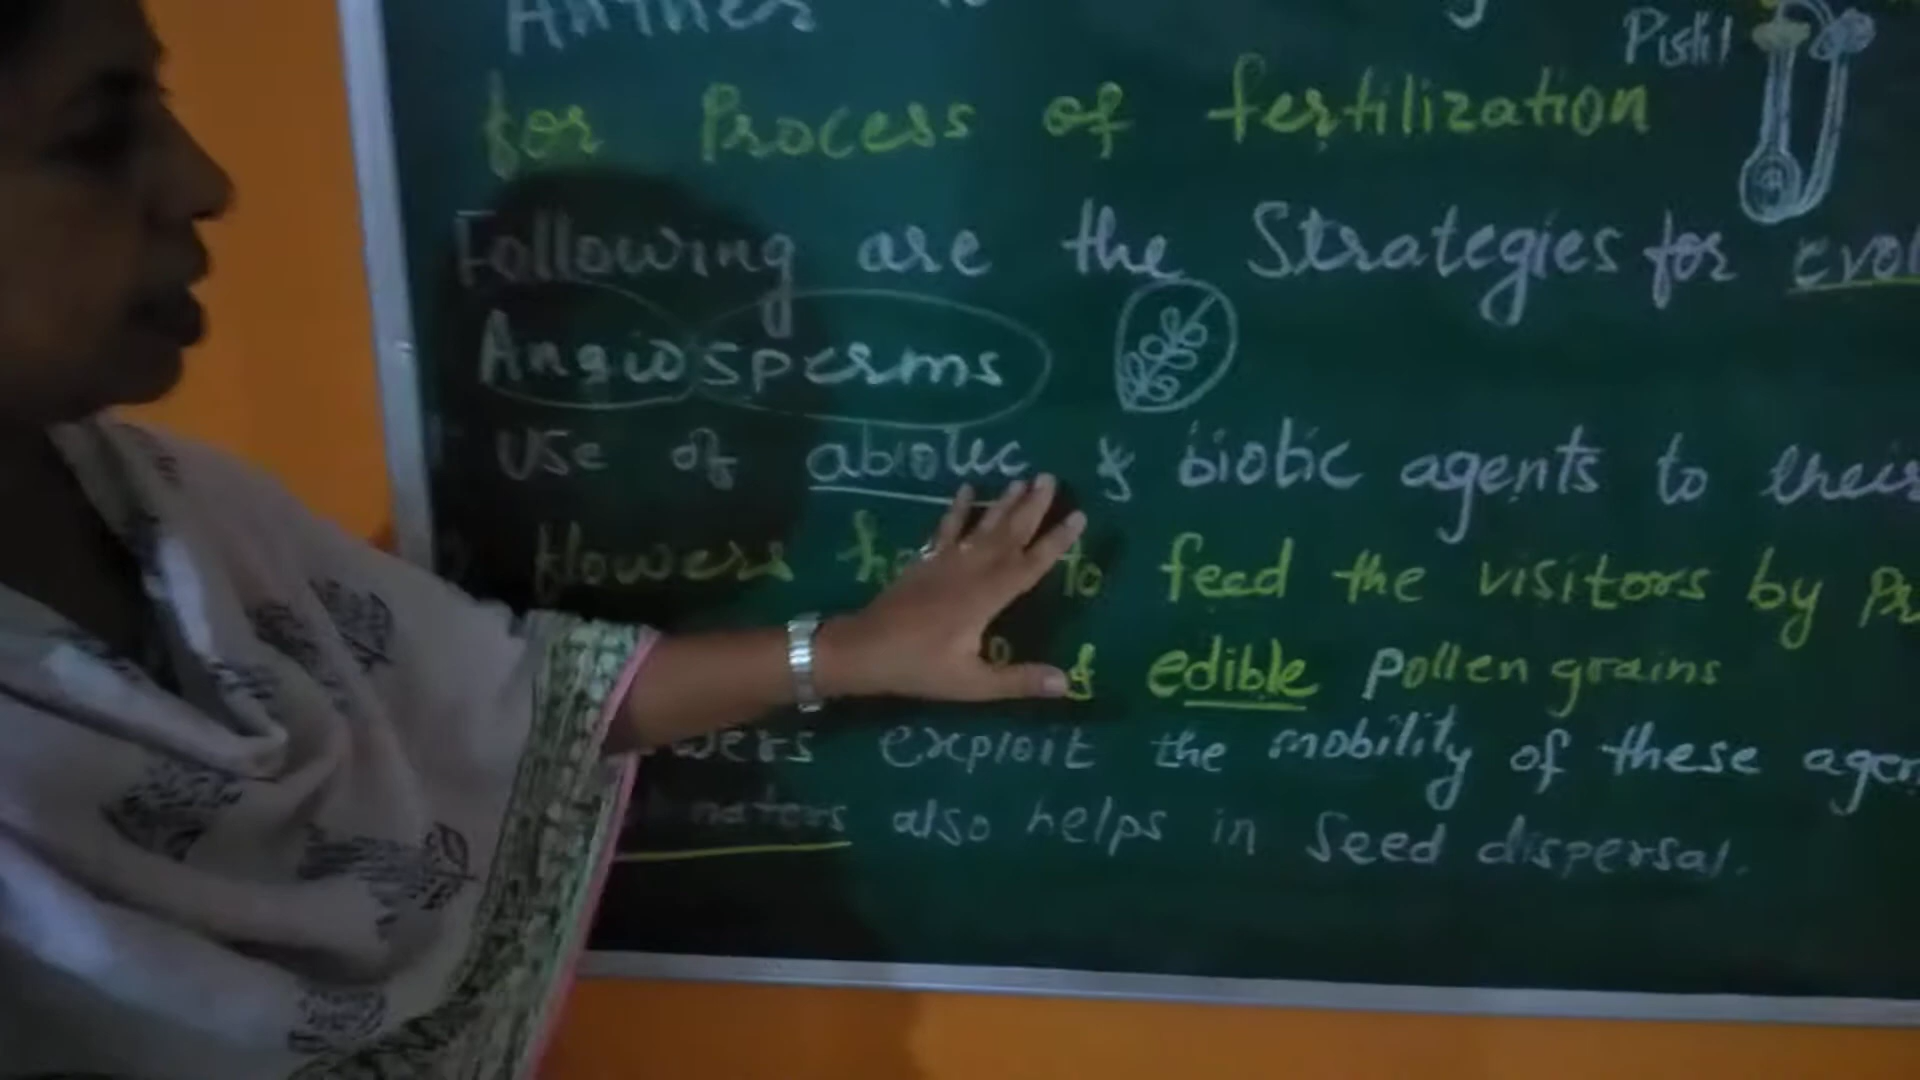 Pistil
for Process of fertilization
Following are the Strategies for
Angiosperms
Use of abiotic & biotic agents to their
flowers to feed the visitors by
& edible pollen grains
exploit the mobility of these
also helps in Seed dispersal.